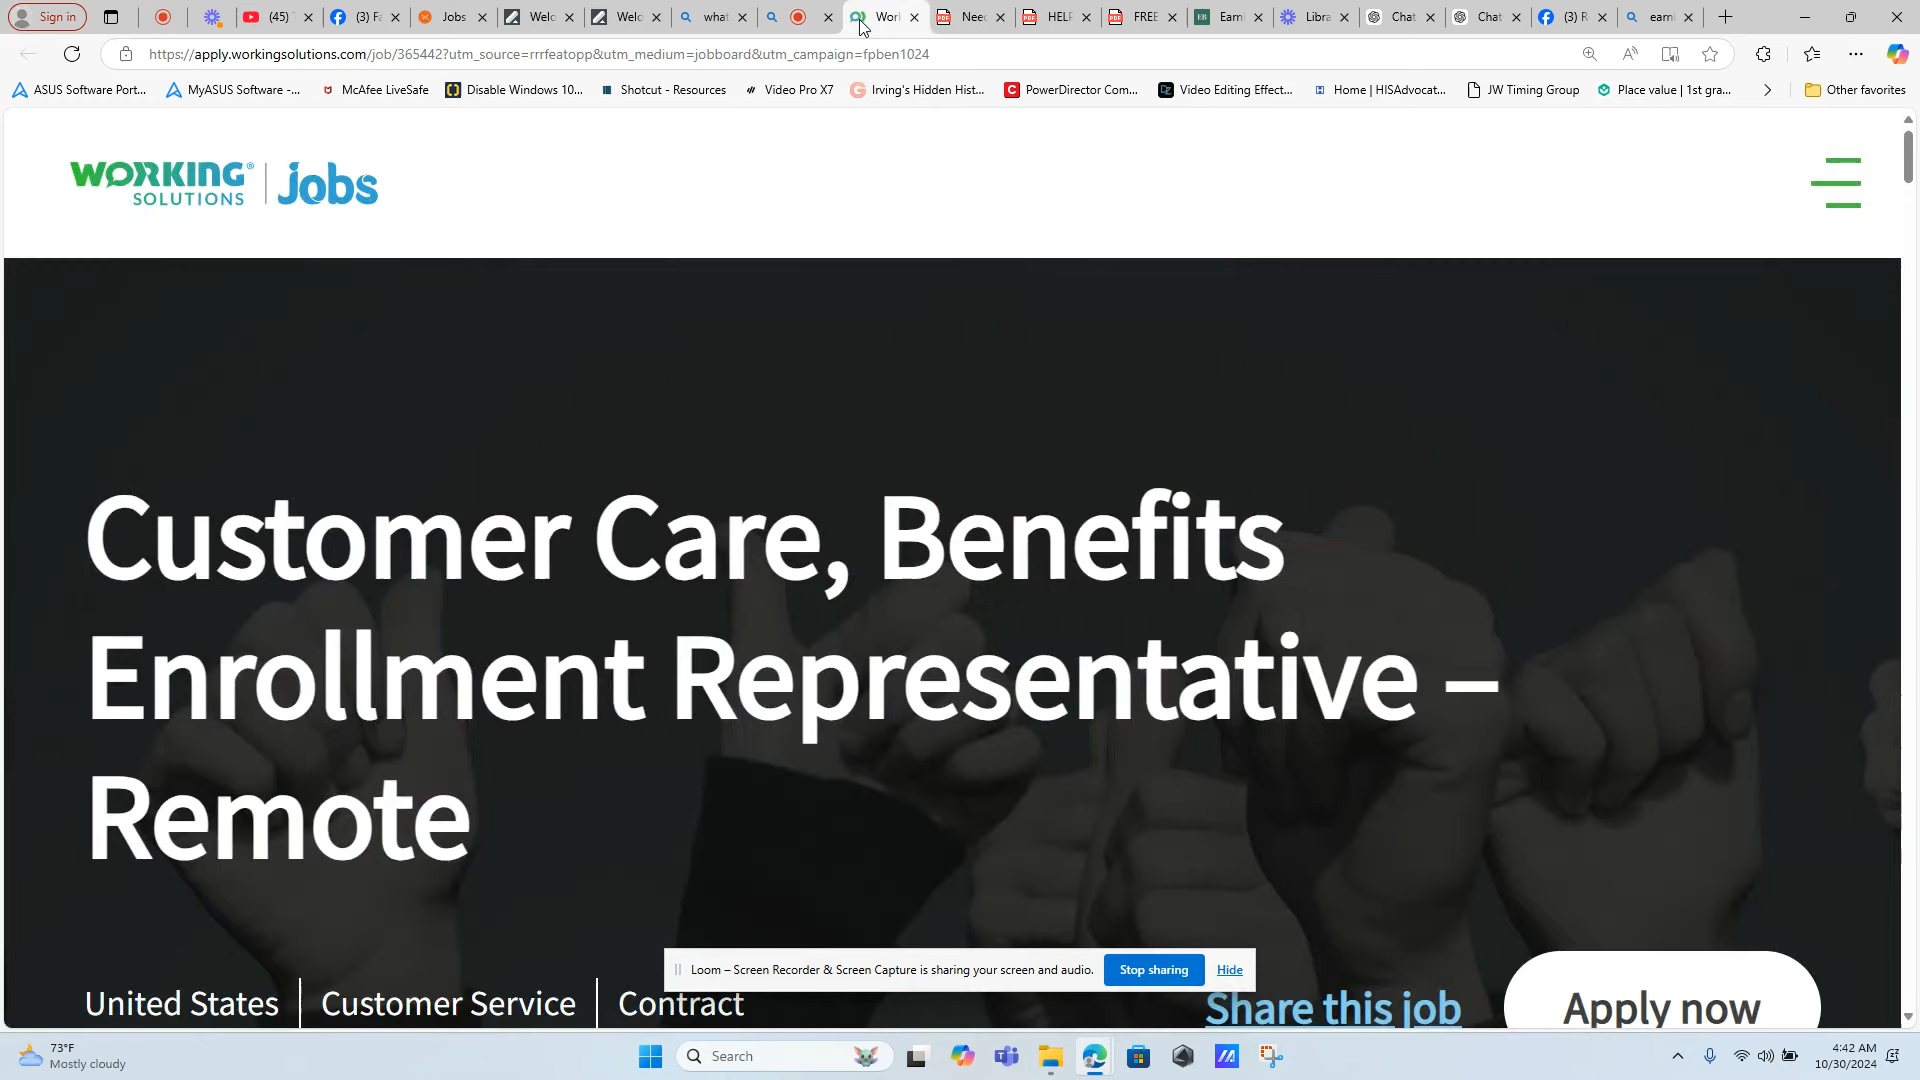 Sign in
(45) T
(3) Fa
Jobs
Welc
Welc
what
Worl
Need
HELP
FREE
Earni
Libra
Chat
Chat
(3) R
earni
https://apply.workingsolutions.com/job/365442?utm_source=rrrfeatopp&utm_medium=jobboard&utm_campaign=fpben1024
ASUS Software Port...
MyASUS Software -...
McAfee LiveSafe
Disable Windows 10...
Shotcut - Resources
Video Pro X7
Irving's Hidden Hist...
PowerDirector Com...
Video Editing Effect...
Home | HISAdvocat...
JW Timing Group
Place value | 1st gra...
Other favorites
WORKING®
SOLUTIONS
jobs
Customer Care, Benefits
Enrollment Representative –
Remote
United States
Customer Service
Contract
Share this job
Apply now
Loom – Screen Recorder & Screen Capture is sharing your screen and audio.
Stop sharing
Hide
73°F
Mostly cloudy
Search
4:42 AM
10/30/2024